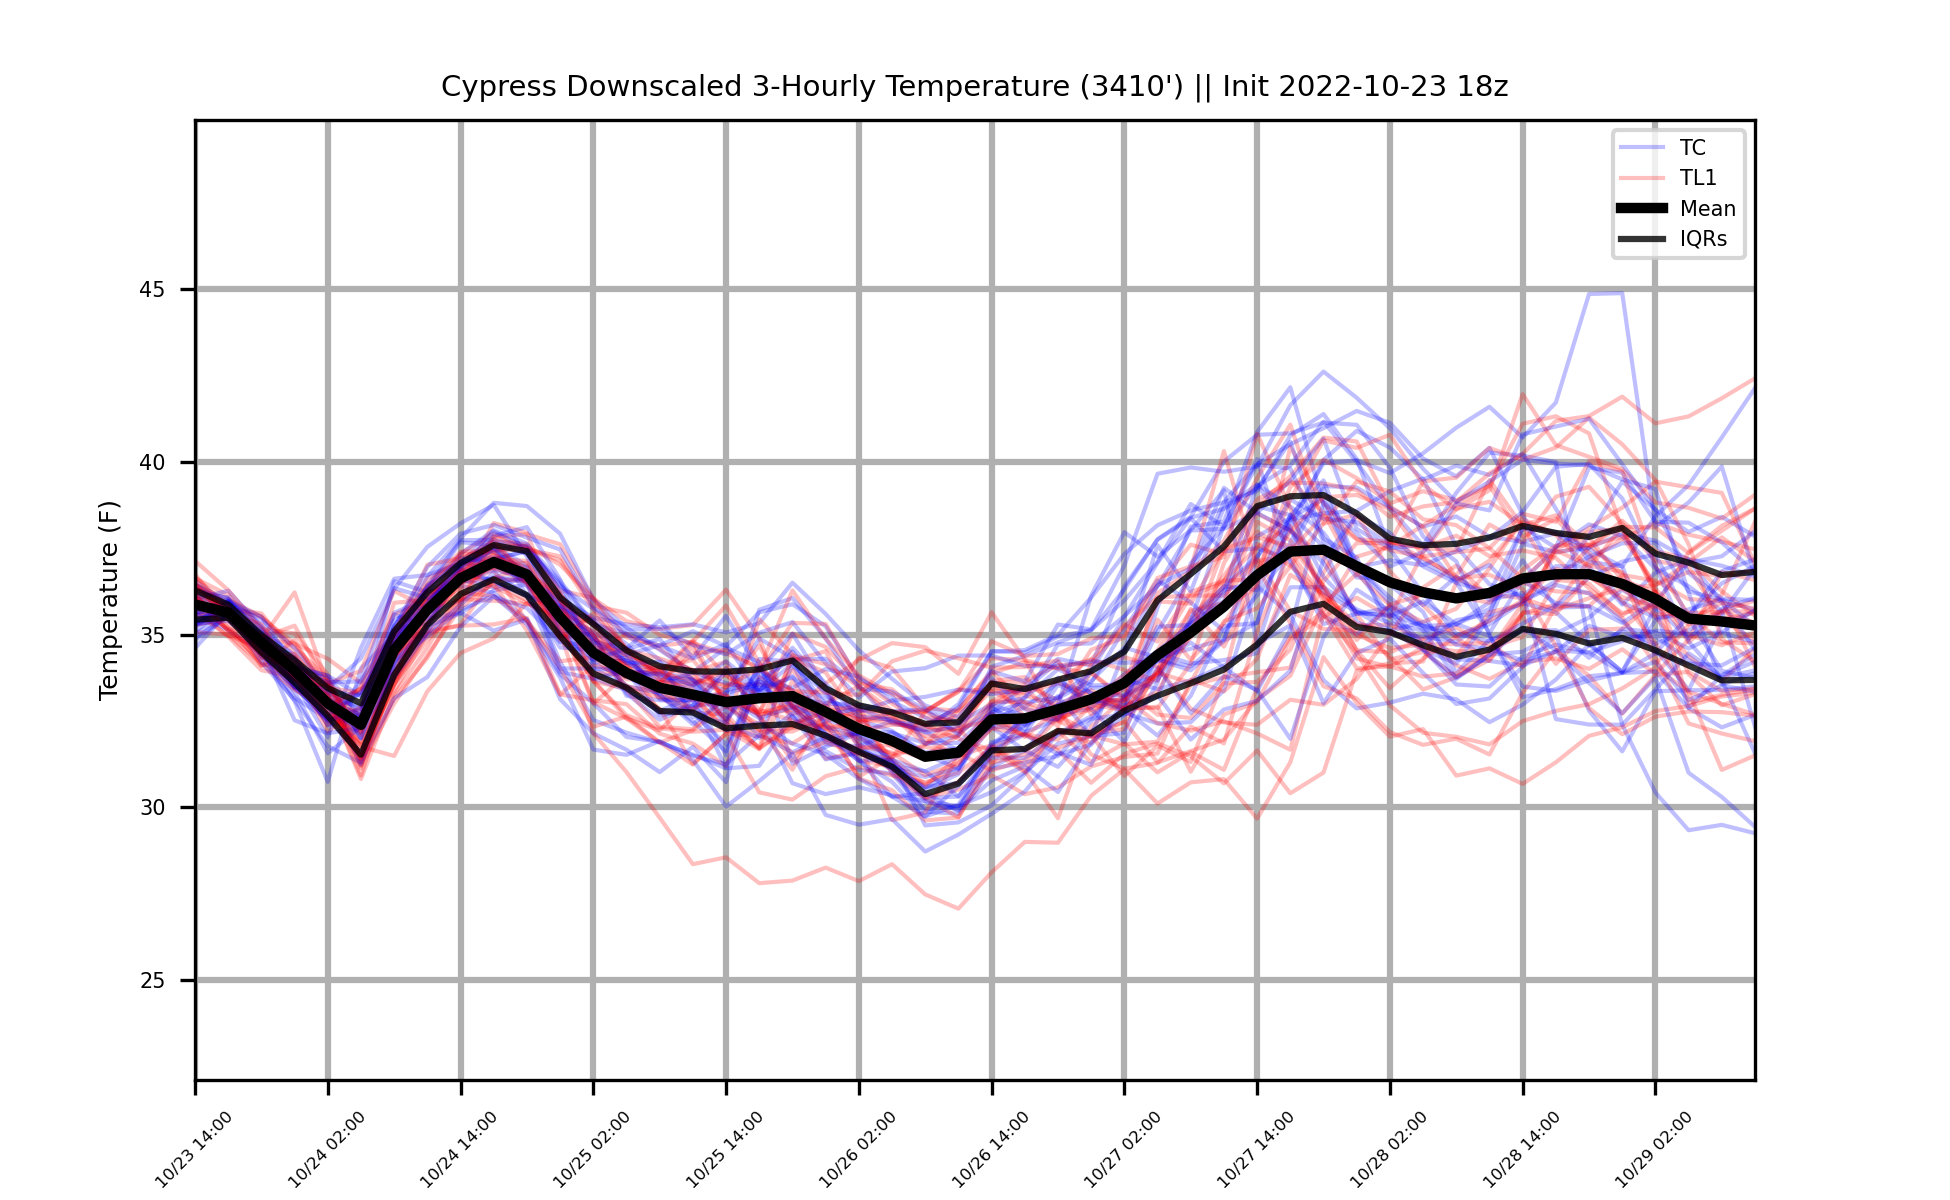 Cypress Downscaled 3-Hourly Temperature (3410') || Init 2022-10-23 18z
TC
TL1
Mean
IQRs
Temperature (F)
45
40
35
30
25
10/23 14:00
10/24 02:00
10/24 14:00
10/25 02:00
10/25 14:00
10/26 02:00
10/26 14:00
10/27 02:00
10/27 14:00
10/28 02:00
10/28 14:00
10/29 02:00